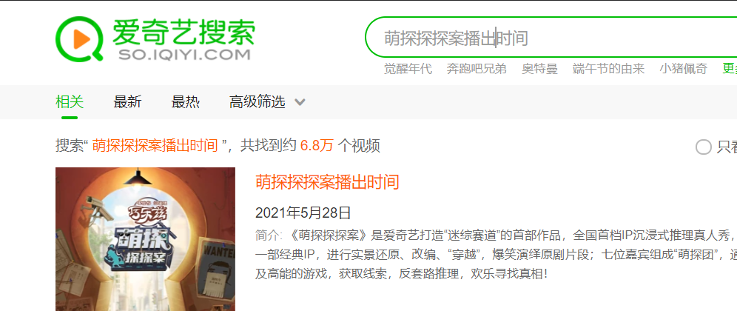 爱奇艺搜索
SO.IQIYI.COM
萌探探探案播出时间
觉醒年代 奔跑吧兄弟 奥特曼 端午节的由来 小猪佩奇
相关 最新 最热 高级筛选
搜索“ 萌探探探案播出时间 ”，共找到约 6.8万 个视频
只看
萌探探探案播出时间
2021年5月28日
简介: 《萌探探探案》是爱奇艺打造“迷综赛道”的首部作品，全国首档IP沉浸式推理真人秀，
一部经典IP，进行实景还原、改编、“穿越”，爆笑演绎原剧片段；七位嘉宾组成“萌探团”，通
及高能的游戏，获取线索，反套路推理，欢乐寻找真相！
巧乐兹
萌探
探探案
WANTED